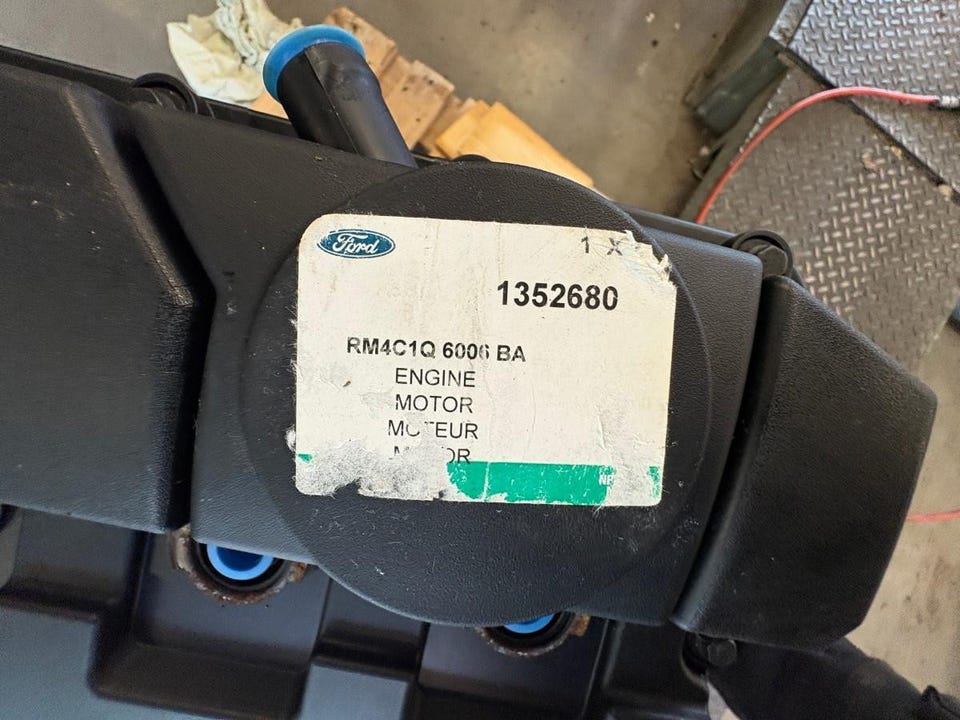 Ford
1 X
1352680
RM4C1Q 6006 BA
ENGINE
MOTOR
MOTEUR